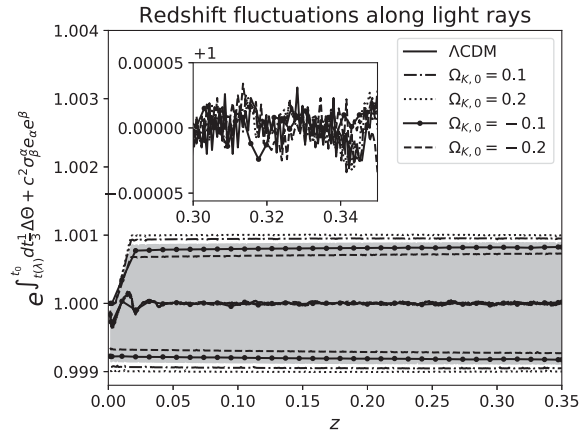 Redshift fluctuations along light rays
e^{∫_{t(λ)}^{t_0} dt \frac{1}{3}ΔΘ + c^2 σ^α_β e_α e^β}
1.004
1.003
1.002
1.001
1.000
0.999
+1
0.00005
0.00000
−0.00005
0.30 0.32 0.34
ΛCDM
Ω_{K,0} = 0.1
Ω_{K,0} = 0.2
Ω_{K,0} = −0.1
Ω_{K,0} = −0.2
0.00 0.05 0.10 0.15 0.20 0.25 0.30 0.35
z